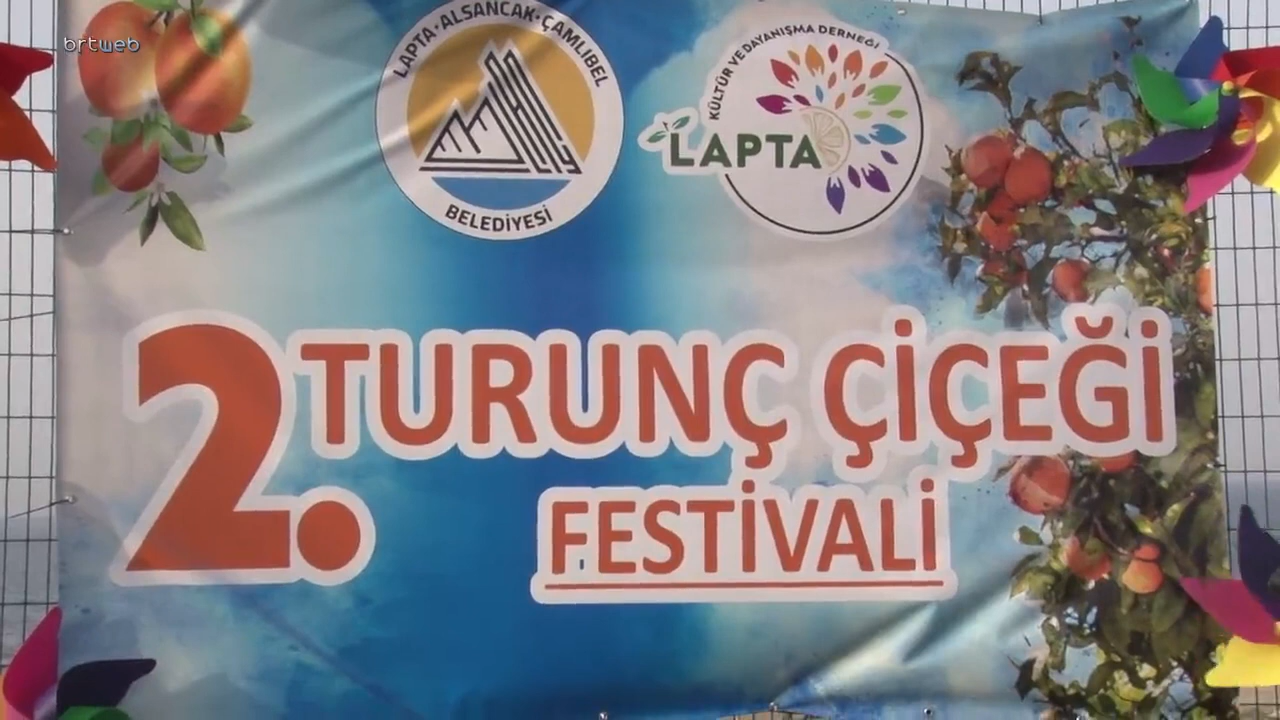 brtweb
LAPTA·ALSANCAK·ÇAMLIBEL
BELEDİYESİ
KÜLTÜR VE DAYANIŞMA DERNEĞİ
LAPTA
2. TURUNÇ ÇİÇEĞİ
FESTİVALİ